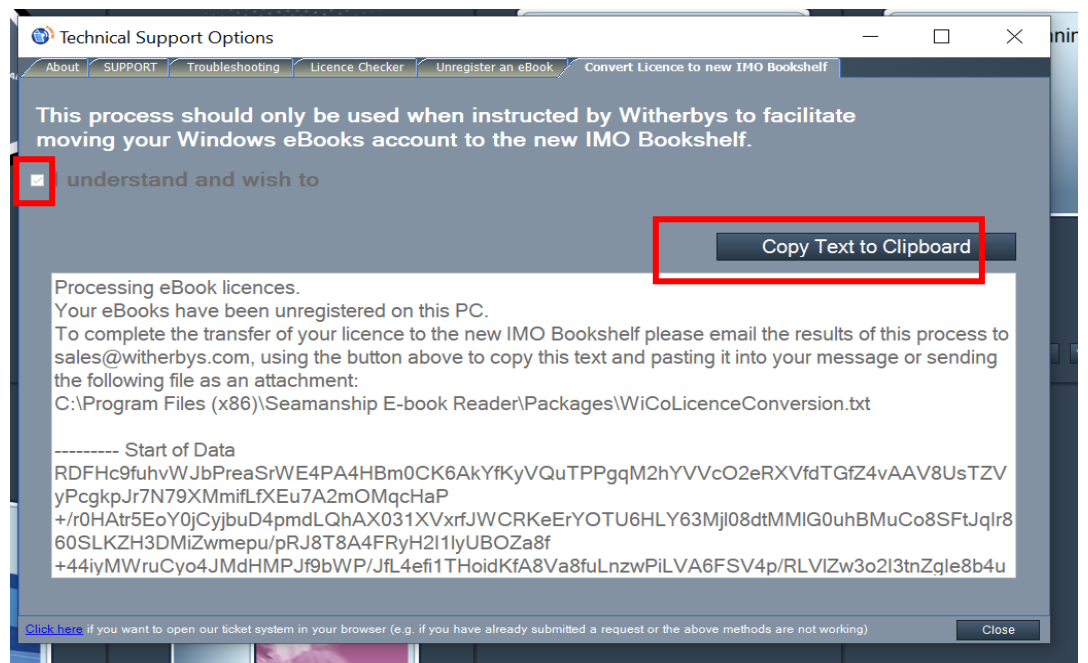 Technical Support Options
About SUPPORT Troubleshooting Licence Checker Unregister an eBook Convert Licence to new IMO Bookshelf
This process should only be used when instructed by Witherbys to facilitate
moving your Windows eBooks account to the new IMO Bookshelf.
I understand and wish to
Copy Text to Clipboard
Processing eBook licences.
Your eBooks have been unregistered on this PC.
To complete the transfer of your licence to the new IMO Bookshelf please email the results of this process to
sales@witherbys.com, using the button above to copy this text and pasting it into your message or sending
the following file as an attachment:
C:\Program Files (x86)\Seamanship E-book Reader\Packages\WiCoLicenceConversion.txt
--------- Start of Data
RDFHc9fuhvWJbPreaSrWE4PA4HBm0CK6AkYfKyVQuTPPgqM2hYVVcO2eRXVfdTGfZ4vAAV8UsTZV
yPcgkpJr7N79XMmifLfXEu7A2mOMqcHaP
+/r0HAtr5EoY0jCyjbuD4pmdLQhAX031XVxrfJWCRKeErYOTU6HLY63Mjl08dtMMlG0uhBMuCo8SFtJqlr8
60SLKZH3DMiZwmepu/pRJ8T8A4FRyH2l1lyUBOZa8f
+44iyMWruCyo4JMdHMPJf9bWP/JfL4efi1THoidKfA8Va8fuLnzwPiLVA6FSV4p/RLVlZw3o2l3tnZgle8b4u
Click here if you want to open our ticket system in your browser (e.g. if you have already submitted a request or the above methods are not working)
Close